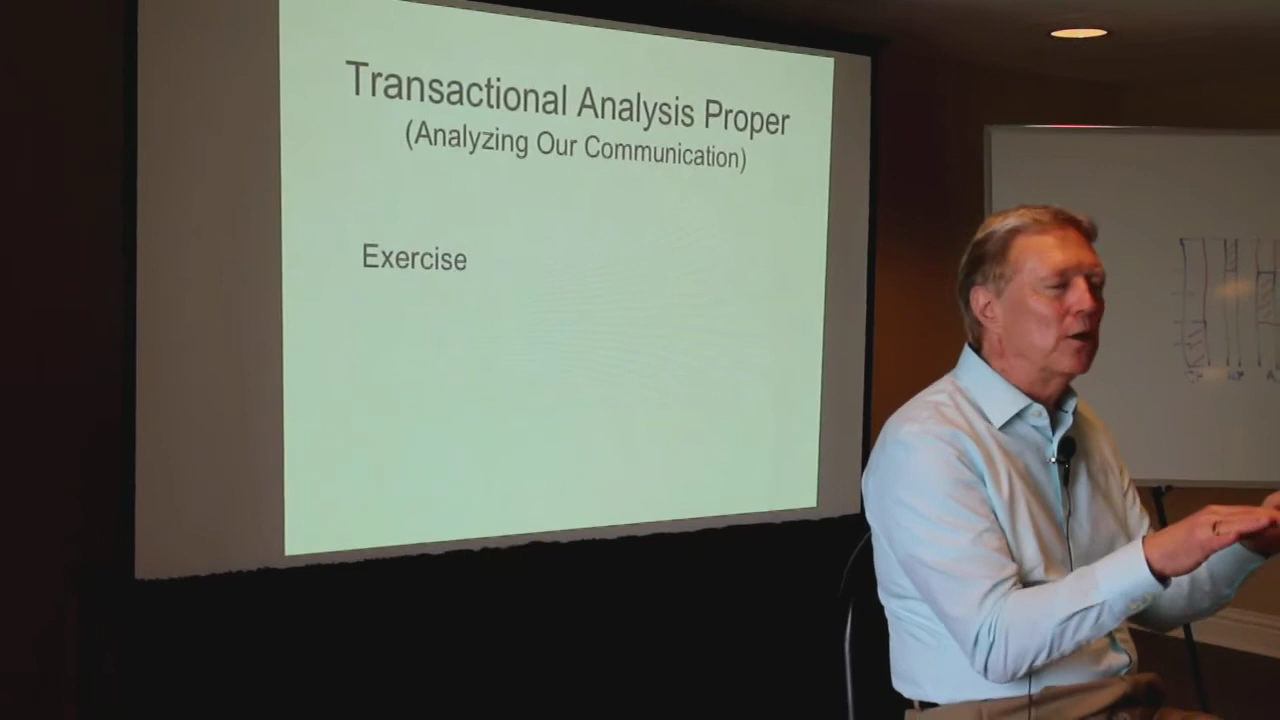 Transactional Analysis Proper
(Analyzing Our Communication)
Exercise